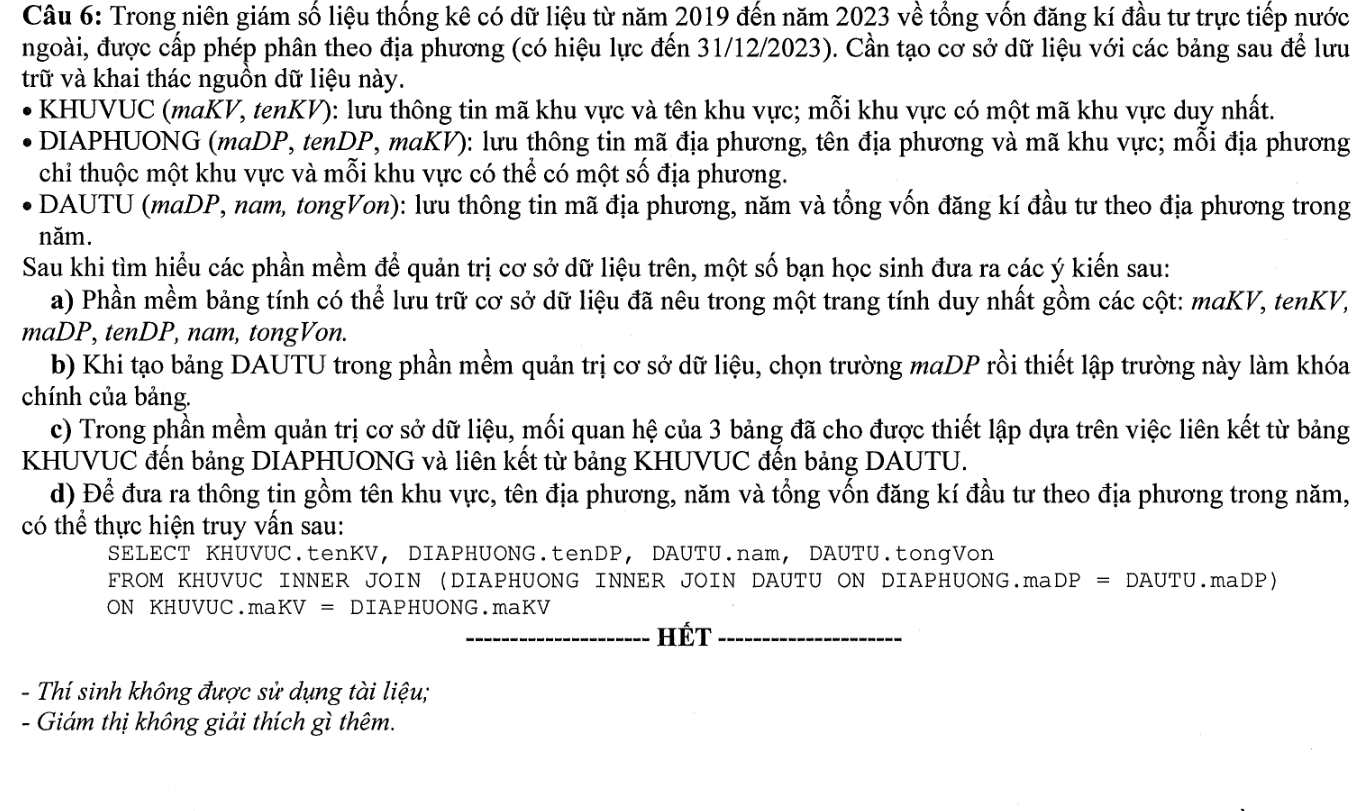 Câu 6: Trong niên giám số liệu thống kê có dữ liệu từ năm 2019 đến năm 2023 về tổng vốn đăng kí đầu tư trực tiếp nước
ngoài, được cấp phép phân theo địa phương (có hiệu lực đến 31/12/2023). Cần tạo cơ sở dữ liệu với các bảng sau để lưu
trữ và khai thác nguồn dữ liệu này.
• KHUVUC (maKV, tenKV): lưu thông tin mã khu vực và tên khu vực; mỗi khu vực có một mã khu vực duy nhất.
• DIAPHUONG (maDP, tenDP, maKV): lưu thông tin mã địa phương, tên địa phương và mã khu vực; mỗi địa phương
chỉ thuộc một khu vực và mỗi khu vực có thể có một số địa phương.
• DAUTU (maDP, nam, tongVon): lưu thông tin mã địa phương, năm và tổng vốn đăng kí đầu tư theo địa phương trong
năm.
Sau khi tìm hiểu các phần mềm để quản trị cơ sở dữ liệu trên, một số bạn học sinh đưa ra các ý kiến sau:
a) Phần mềm bảng tính có thể lưu trữ cơ sở dữ liệu đã nêu trong một trang tính duy nhất gồm các cột: maKV, tenKV,
maDP, tenDP, nam, tongVon.
b) Khi tạo bảng DAUTU trong phần mềm quản trị cơ sở dữ liệu, chọn trường maDP rồi thiết lập trường này làm khóa
chính của bảng.
c) Trong phần mềm quản trị cơ sở dữ liệu, mối quan hệ của 3 bảng đã cho được thiết lập dựa trên việc liên kết từ bảng
KHUVUC đến bảng DIAPHUONG và liên kết từ bảng KHUVUC đến bảng DAUTU.
d) Để đưa ra thông tin gồm tên khu vực, tên địa phương, năm và tổng vốn đăng kí đầu tư theo địa phương trong năm,
có thể thực hiện truy vấn sau:
SELECT KHUVUC.tenKV, DIAPHUONG.tenDP, DAUTU.nam, DAUTU.tongVon
FROM KHUVUC INNER JOIN (DIAPHUONG INNER JOIN DAUTU ON DIAPHUONG.maDP = DAUTU.maDP)
ON KHUVUC.maKV = DIAPHUONG.maKV
--------------------- HẾT ---------------------
- Thí sinh không được sử dụng tài liệu;
- Giám thị không giải thích gì thêm.